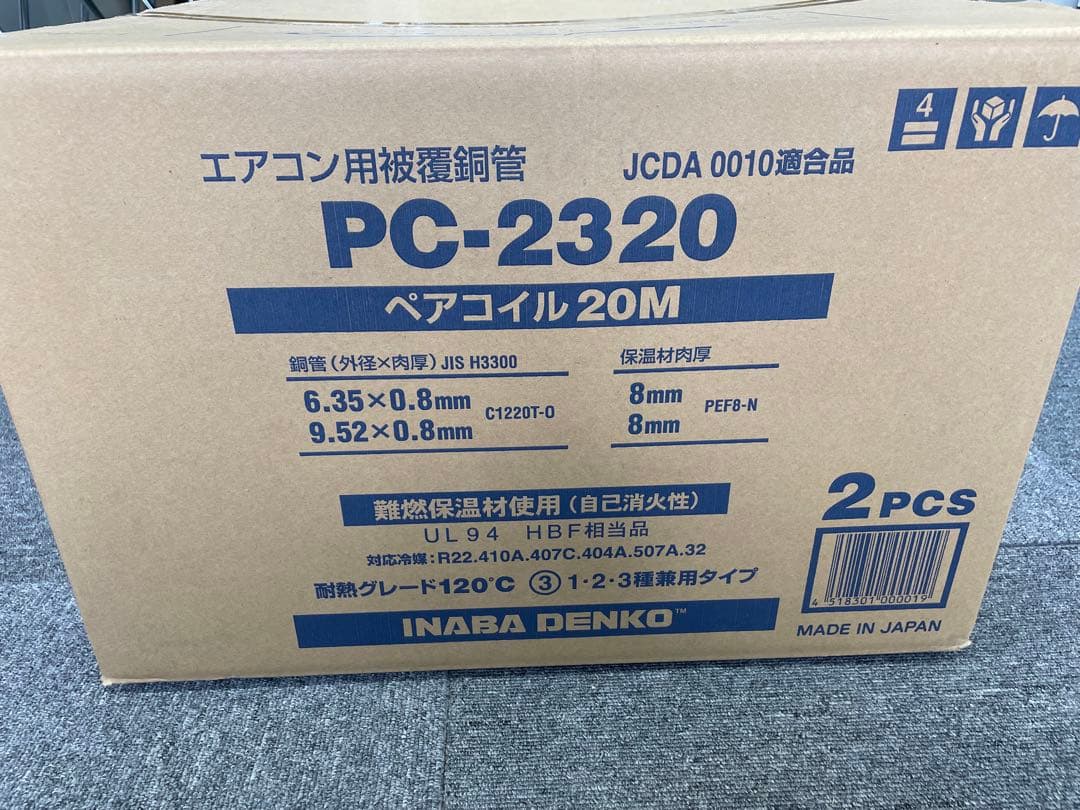 4
エアコン用被覆銅管
JCDA 0010適合品
PC-2320
ペアコイル 20M
銅管(外径×肉厚) JIS H3300
6.35×0.8mm
9.52×0.8mm
C1220T-O
保温材肉厚
8mm
8mm
PEF8-N
難燃保温材使用(自己消火性)
UL94 HBF相当品
対応冷媒:R22.410A.407C.404A.507A.32
耐熱グレード120℃ ③ 1・2・3種兼用タイプ
INABA DENKO™
2PCS
4 518301 000019
MADE IN JAPAN